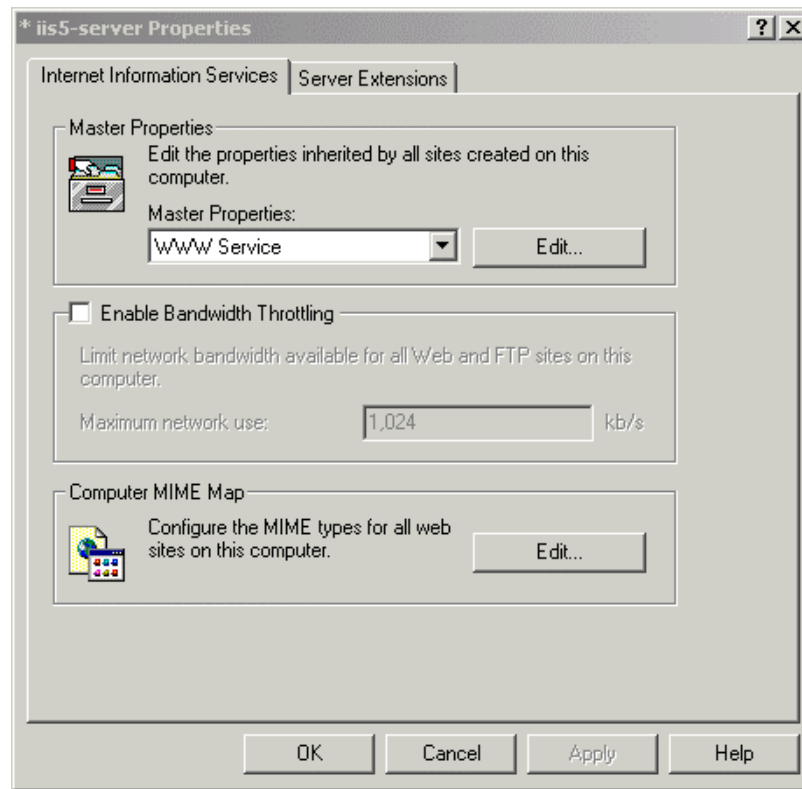 * iis5-server Properties
Internet Information Services
Server Extensions
Master Properties
Edit the properties inherited by all sites created on this
computer.
Master Properties:
WWW Service
Edit...
Enable Bandwidth Throttling
Limit network bandwidth available for all Web and FTP sites on this
computer.
Maximum network use:
1,024
kb/s
Computer MIME Map
Configure the MIME types for all web
sites on this computer.
Edit...
OK
Cancel
Apply
Help